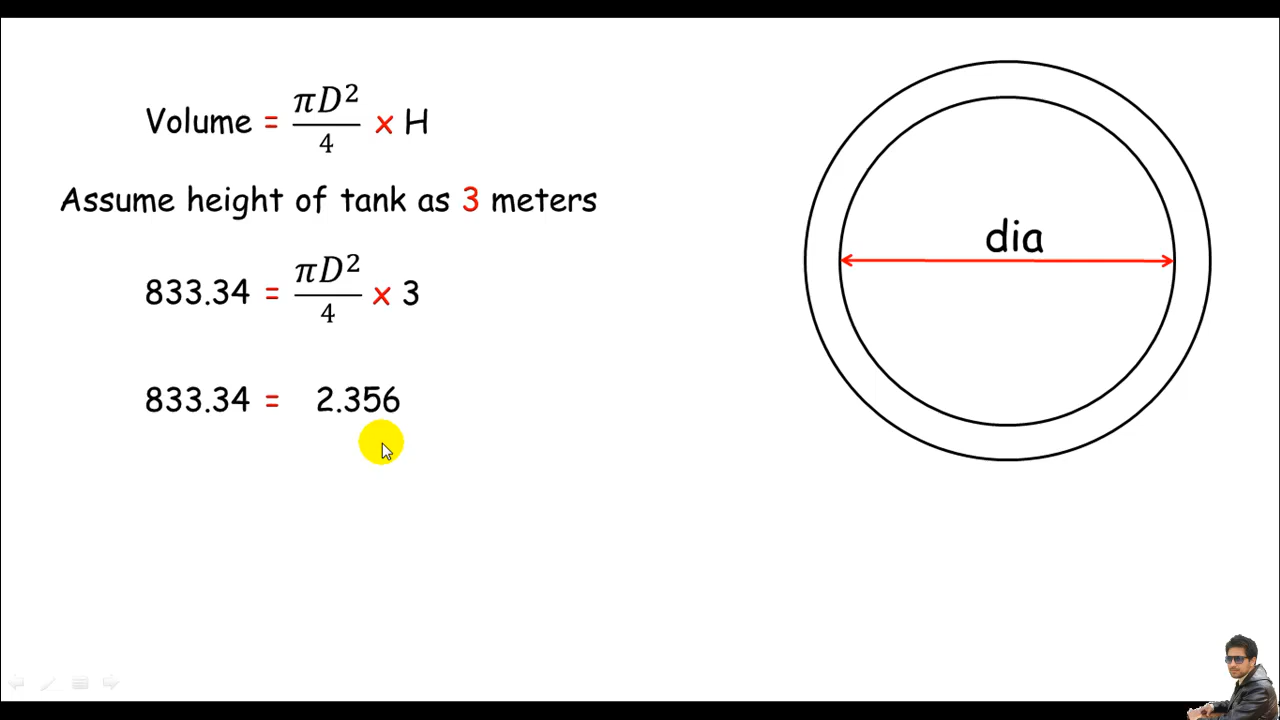 Volume = πD²/4 x H
Assume height of tank as 3 meters
833.34 = πD²/4 x 3
833.34 = 2.356
dia